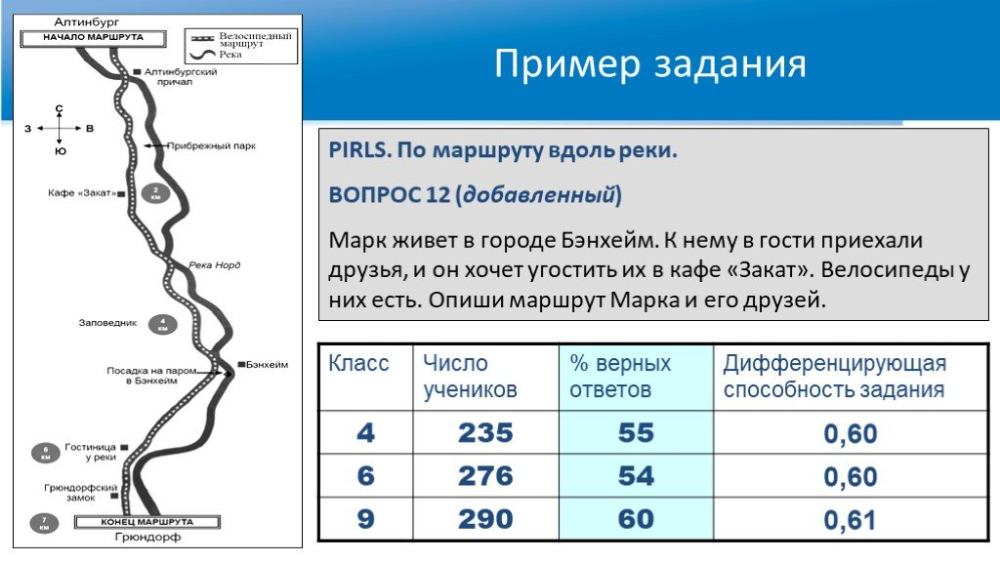 Алтинбург
НАЧАЛО МАРШРУТА
Велосипедный
маршрут
Река
Алтинбургский
причал
С
З
В
Ю
Прибрежный парк
Кафе «Закат»
2
км
Река Норд
Заповедник
4
км
Бэнхейм
Посадка на паром
в Бэнхейм
6
км
Гостиница
у реки
Грюндорфский
замок
7
км
КОНЕЦ МАРШРУТА
Грюндорф
Пример задания
PIRLS. По маршруту вдоль реки.
ВОПРОС 12 (добавленный)
Марк живет в городе Бэнхейм. К нему в гости приехали
друзья, и он хочет угостить их в кафе «Закат». Велосипеды у
них есть. Опиши маршрут Марка и его друзей.
Класс Число % верных Дифференцирующая
учеников ответов способность задания
4 235 55 0,60
6 276 54 0,60
9 290 60 0,61